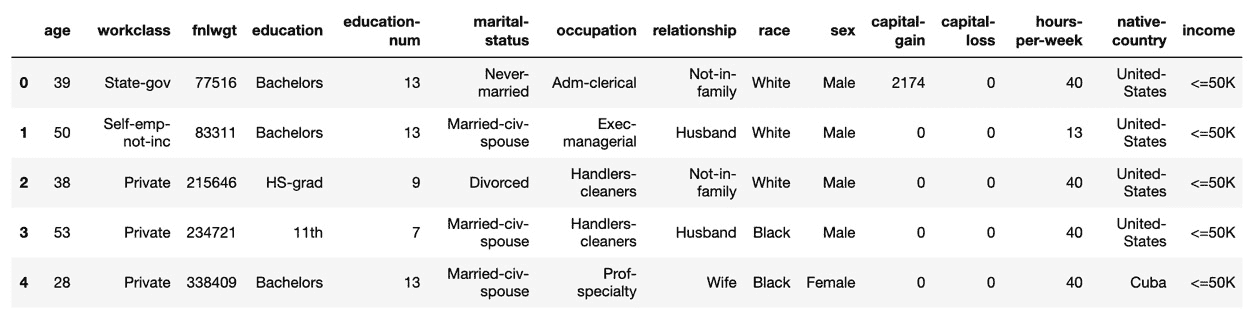 age workclass fnlwgt education education-num marital-status occupation relationship race sex capital-gain capital-loss hours-per-week native-country income
0 39 State-gov 77516 Bachelors 13 Never-married Adm-clerical Not-in-family White Male 2174 0 40 United-States <=50K
1 50 Self-emp-not-inc 83311 Bachelors 13 Married-civ-spouse Exec-managerial Husband White Male 0 0 13 United-States <=50K
2 38 Private 215646 HS-grad 9 Divorced Handlers-cleaners Not-in-family White Male 0 0 40 United-States <=50K
3 53 Private 234721 11th 7 Married-civ-spouse Handlers-cleaners Husband Black Male 0 0 40 United-States <=50K
4 28 Private 338409 Bachelors 13 Married-civ-spouse Prof-specialty Wife Black Female 0 0 40 Cuba <=50K